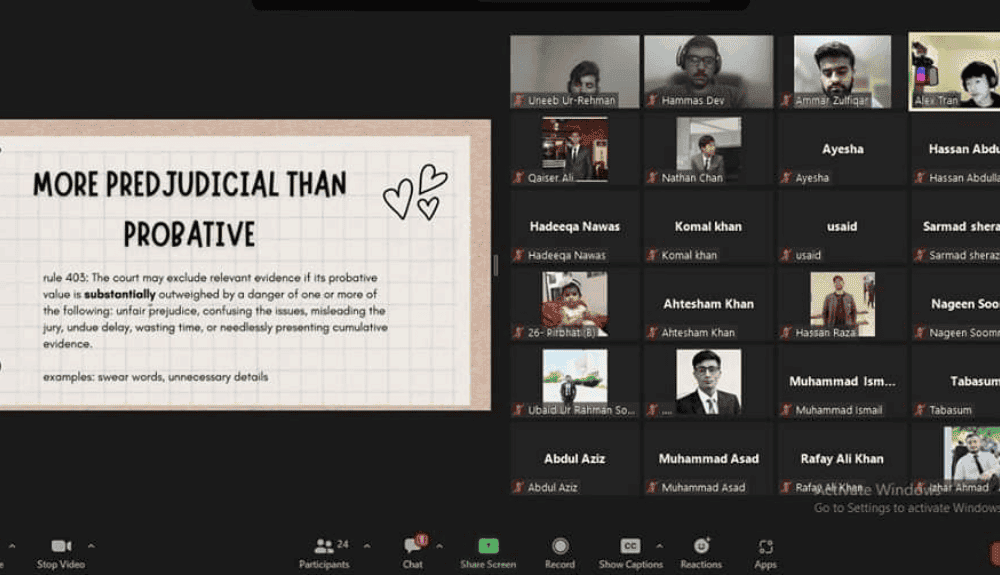 MORE PREDJUDICIAL THAN
PROBATIVE
rule 403: The court may exclude relevant evidence if its probative
value is substantially outweighed by a danger of one or more of
the following: unfair prejudice, confusing the issues, misleading the
jury, undue delay, wasting time, or needlessly presenting cumulative
evidence.
examples: swear words, unnecessary details
Uneeb Ur-Rehman
Hammas Dev
Ammar Zulfiqar
Alex Tran
Qaiser Ali
Nathan Chan
Ayesha
Ayesha
Hassan Abdu
Hassan Abdulla
Hadeeqa Nawas
Hadeeqa Nawas
Komal khan
Komal khan
usaid
usaid
Sarmad shera
Sarmad sheraz
26- Pirbhat (B)
Ahtesham Khan
Ahtesham Khan
Hassan Raza
Nageen Soo
Nageen Soom
Ubaid Ur Rahman So...
....
Muhammad Ism...
Muhammad Ismail
Tabasum
Tabasum
Abdul Aziz
Abdul Aziz
Muhammad Asad
Muhammad Asad
Rafay Ali Khan
Rafay Ali Khan
Izhar Ahmad
Activate Windows
Go to Settings to activate Windows
e
Stop Video
Participants
24
Chat
Share Screen
Record
CC
Show Captions
Reactions
Apps